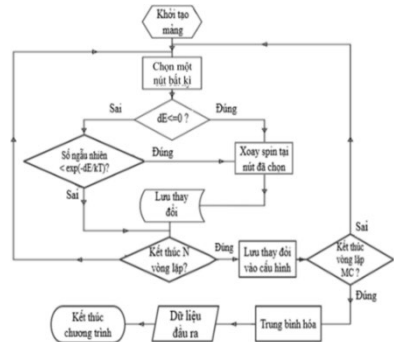 Khởi tạo
mảng
Chọn một
nút bất kì
Sai
Đúng
dE<=0 ?
Số ngẫu nhiên
< exp(-dE/kT)?
Đúng
Xoay spin tại
nút đã chọn
Sai
Lưu thay
đổi
Sai
Kết thúc N
vòng lặp?
Đúng
Lưu thay đổi
vào cấu hình
Kết thúc
vòng lặp
MC ?
Đúng
Kết thúc
chương trình
Dữ liệu
đầu ra
Trung bình hóa